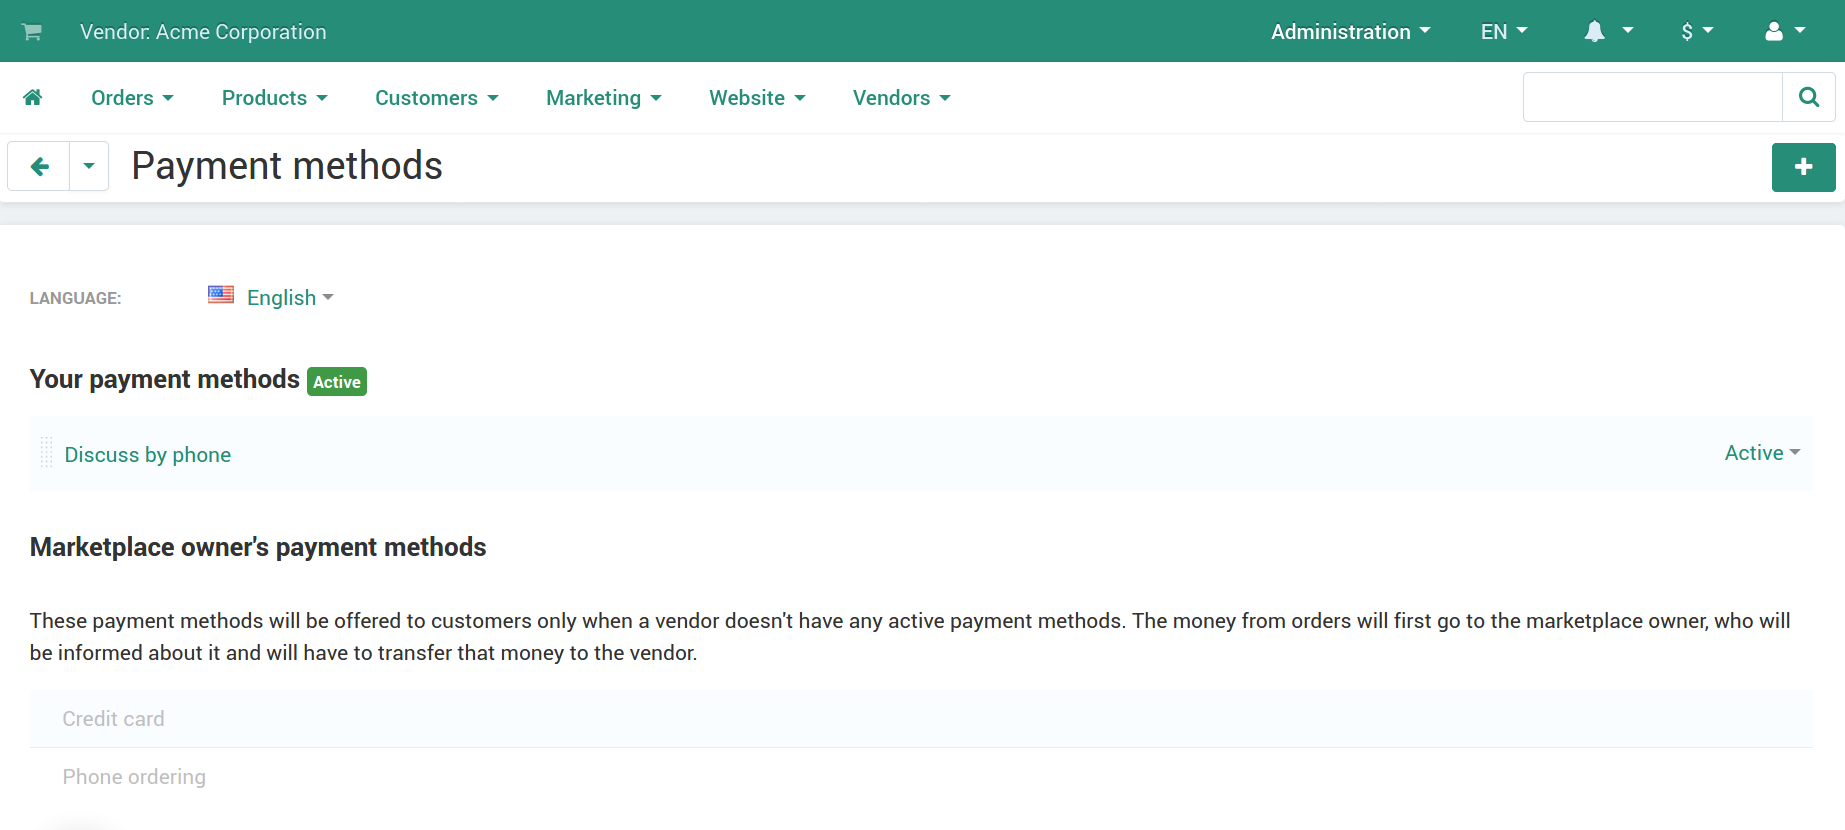 Vendor: Acme Corporation
Administration
EN
$
Orders
Products
Customers
Marketing
Website
Vendors
Payment methods
LANGUAGE:
English
Your payment methods Active
Discuss by phone
Active
Marketplace owner's payment methods
These payment methods will be offered to customers only when a vendor doesn't have any active payment methods. The money from orders will first go to the marketplace owner, who will
be informed about it and will have to transfer that money to the vendor.
Credit card
Phone ordering